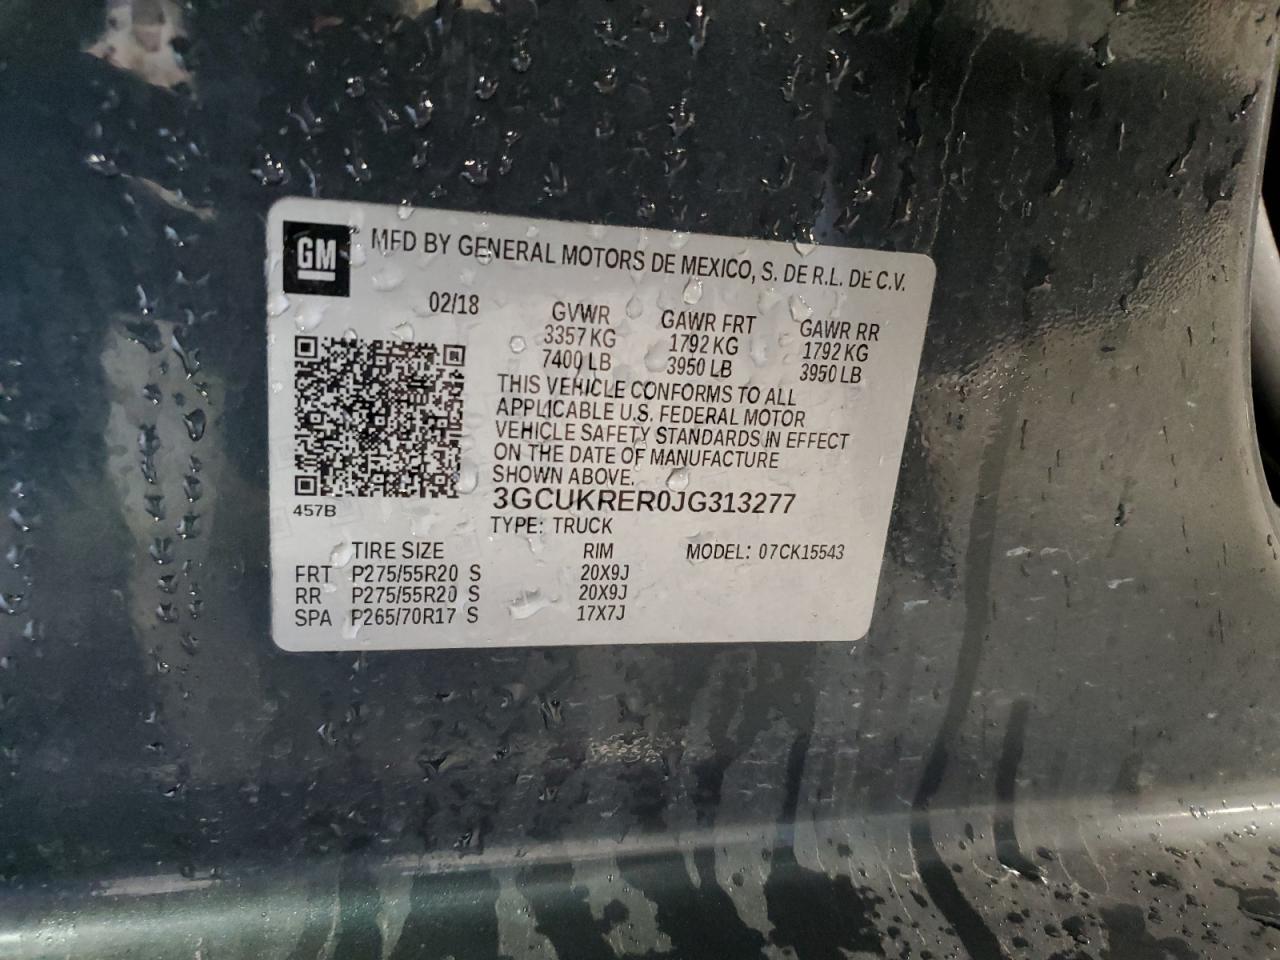 GM
MFD BY GENERAL MOTORS DE MEXICO, S. DE R.L. DE C.V.
02/18 GVWR GAWR FRT GAWR RR
3357 KG 1792 KG 1792 KG
7400 LB 3950 LB 3950 LB
THIS VEHICLE CONFORMS TO ALL
APPLICABLE U.S. FEDERAL MOTOR
VEHICLE SAFETY STANDARDS IN EFFECT
ON THE DATE OF MANUFACTURE
SHOWN ABOVE.
3GCUKRER0JG313277
457B
TYPE: TRUCK
TIRE SIZE RIM MODEL: 07CK15543
FRT P275/55R20 S 20X9J
RR P275/55R20 S 20X9J
SPA P265/70R17 S 17X7J